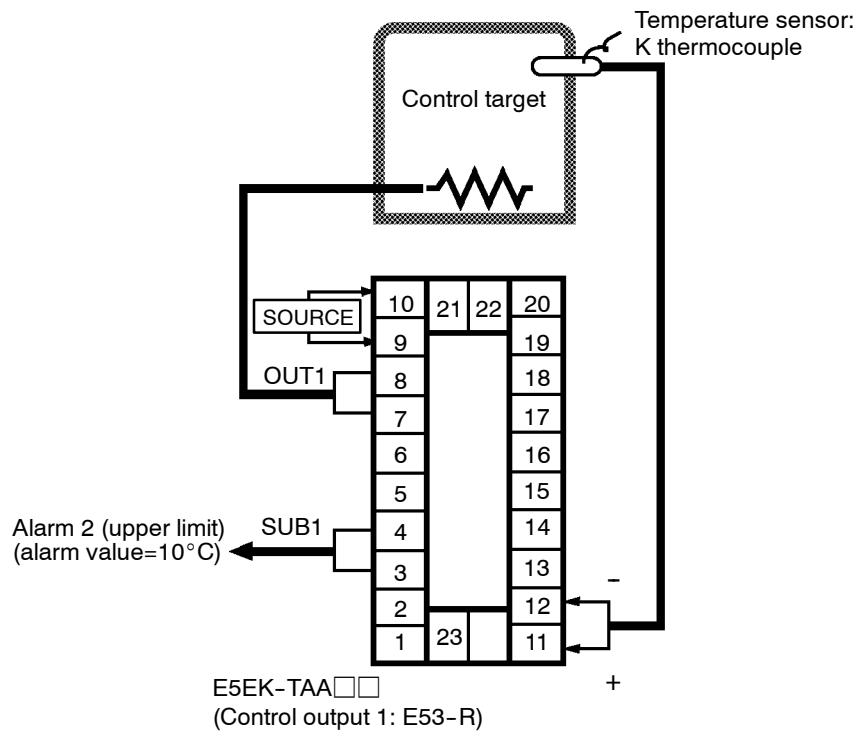 Temperature sensor:
K thermocouple
Control target
SOURCE
OUT1
SUB1
Alarm 2 (upper limit)
(alarm value=10°C)
10
9
8
7
6
5
4
3
2
1
21 22
23
20
19
18
17
16
15
14
13
12
11
−
+
E5EK−TAA□□
(Control output 1: E53−R)